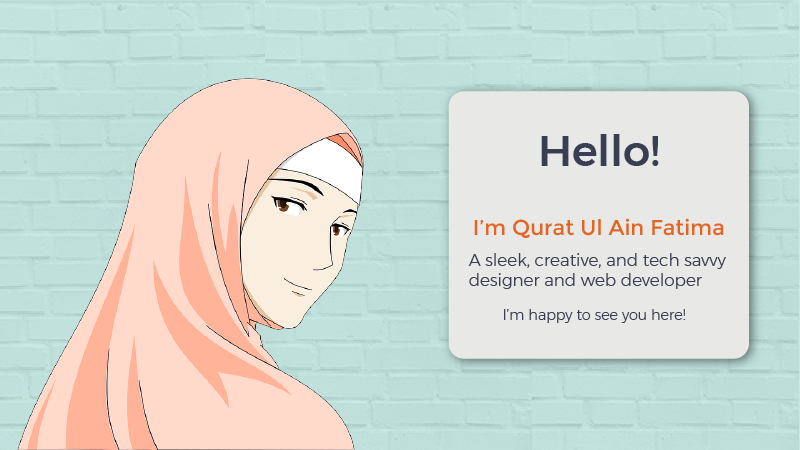 Hello!
I'm Qurat Ul Ain Fatima
A sleek, creative, and tech savvy
designer and web developer
I'm happy to see you here!